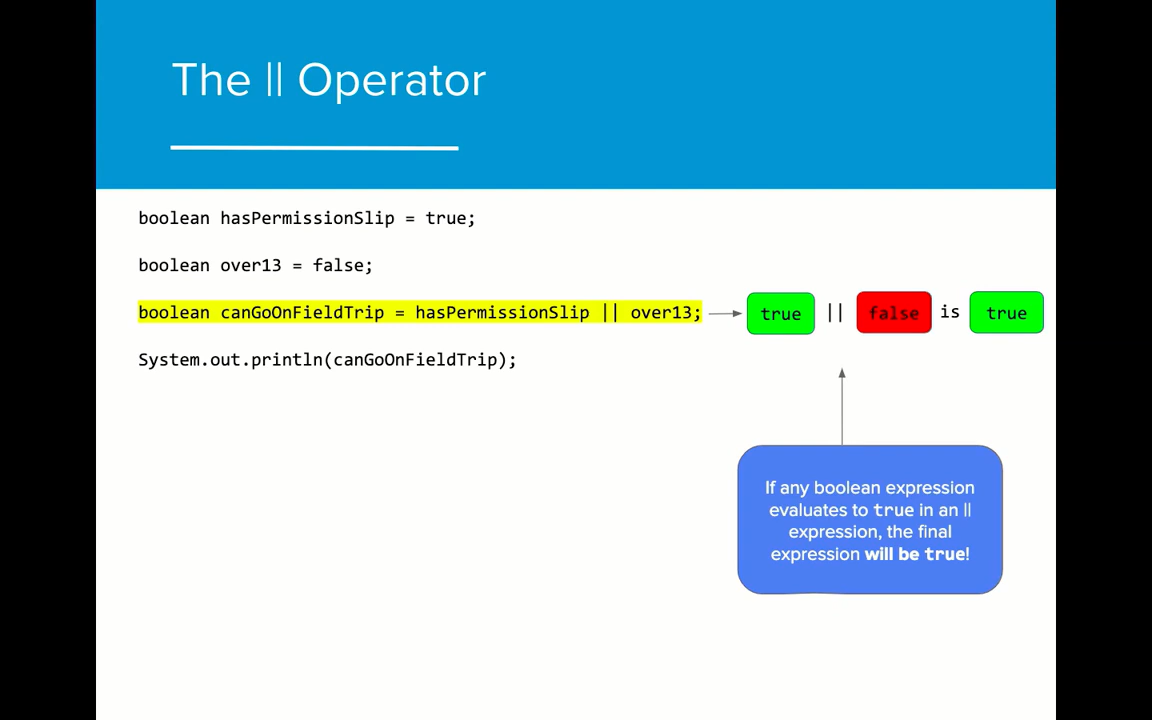 The || Operator
boolean hasPermissionSlip = true;
boolean over13 = false;
boolean canGoOnFieldTrip = hasPermissionSlip || over13; true || false is true
System.out.println(canGoOnFieldTrip);
If any boolean expression
evaluates to true in an ||
expression, the final
expression will be true!